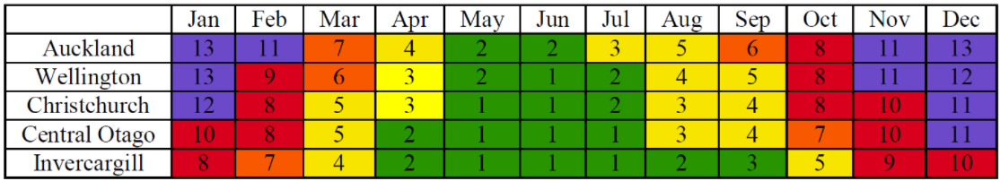 Jan Feb Mar Apr May Jun Jul Aug Sep Oct Nov Dec
Auckland 13 11 7 4 2 2 3 5 6 8 11 13
Wellington 13 9 6 3 2 1 2 4 5 8 11 12
Christchurch 12 8 5 3 1 1 2 3 4 8 10 11
Central Otago 10 8 5 2 1 1 1 3 4 7 10 11
Invercargill 8 7 4 2 1 1 1 2 3 5 9 10